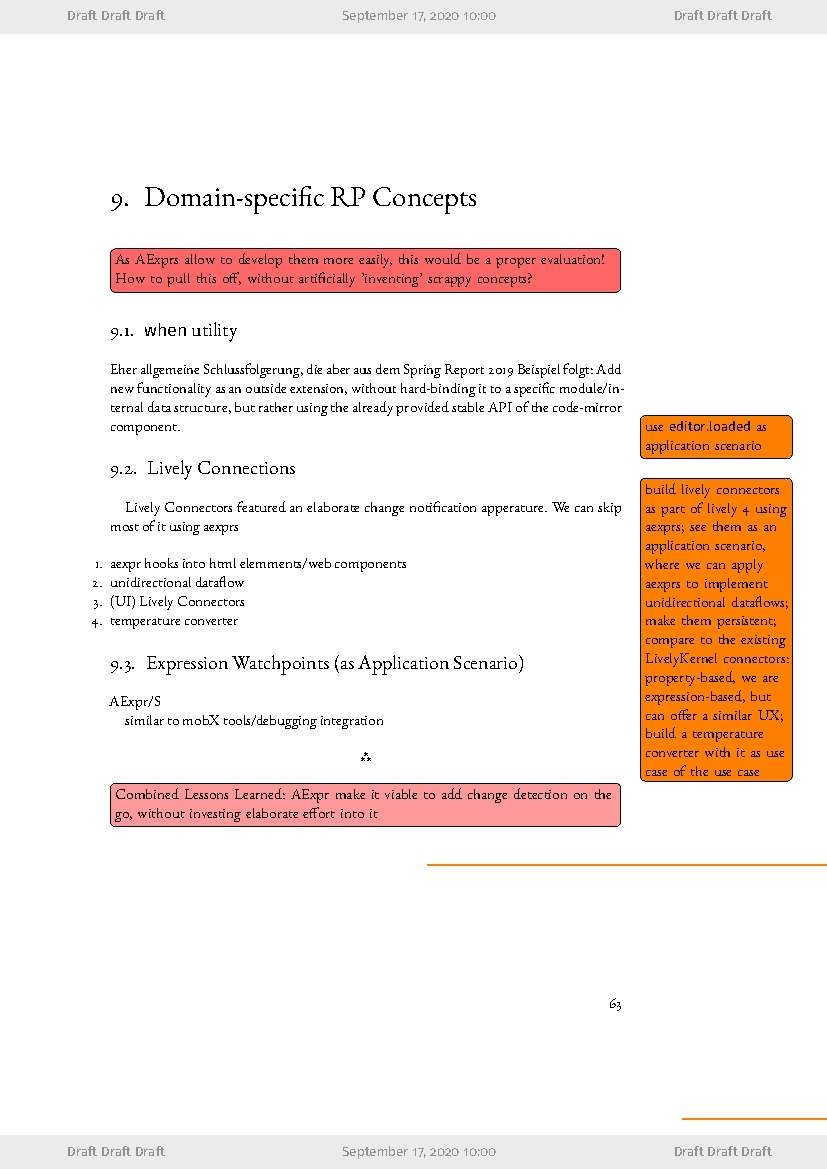 Draft Draft Draft September 17, 2020 10:00 Draft Draft Draft
9. Domain-specific RP Concepts
As AExprs allow to develop them more easily, this would be a proper evaluation!
How to pull this off, without artificially 'inventing' scrappy concepts?
9.1. when utility
Eher allgemeine Schlussfolgerung, die aber aus dem Spring Report 2019 Beispiel folgt: Add
new functionality as an outside extension, without hard-binding it to a specific module/in-
ternal data structure, but rather using the already provided stable API of the code-mirror
component.
use editor.loaded as
application scenario
9.2. Lively Connections
Lively Connectors featured an elaborate change notification apperature. We can skip
most of it using aexprs
1. aexpr hooks into html elemments/web components
2. unidirectional dataflow
3. (UI) Lively Connectors
4. temperature converter
build lively connectors
as part of lively 4 using
aexprs; see them as an
application scenario,
where we can apply
aexprs to implement
unidirectional dataflows;
make them persistent;
compare to the existing
LivelyKernel connectors:
property-based, we are
expression-based, but
can offer a similar UX;
build a temperature
converter with it as use
case of the use case
9.3. Expression Watchpoints (as Application Scenario)
AExpr/S
similar to mobX tools/debugging integration
⁂
Combined Lessons Learned: AExpr make it viable to add change detection on the
go, without investing elaborate effort into it
63
Draft Draft Draft September 17, 2020 10:00 Draft Draft Draft